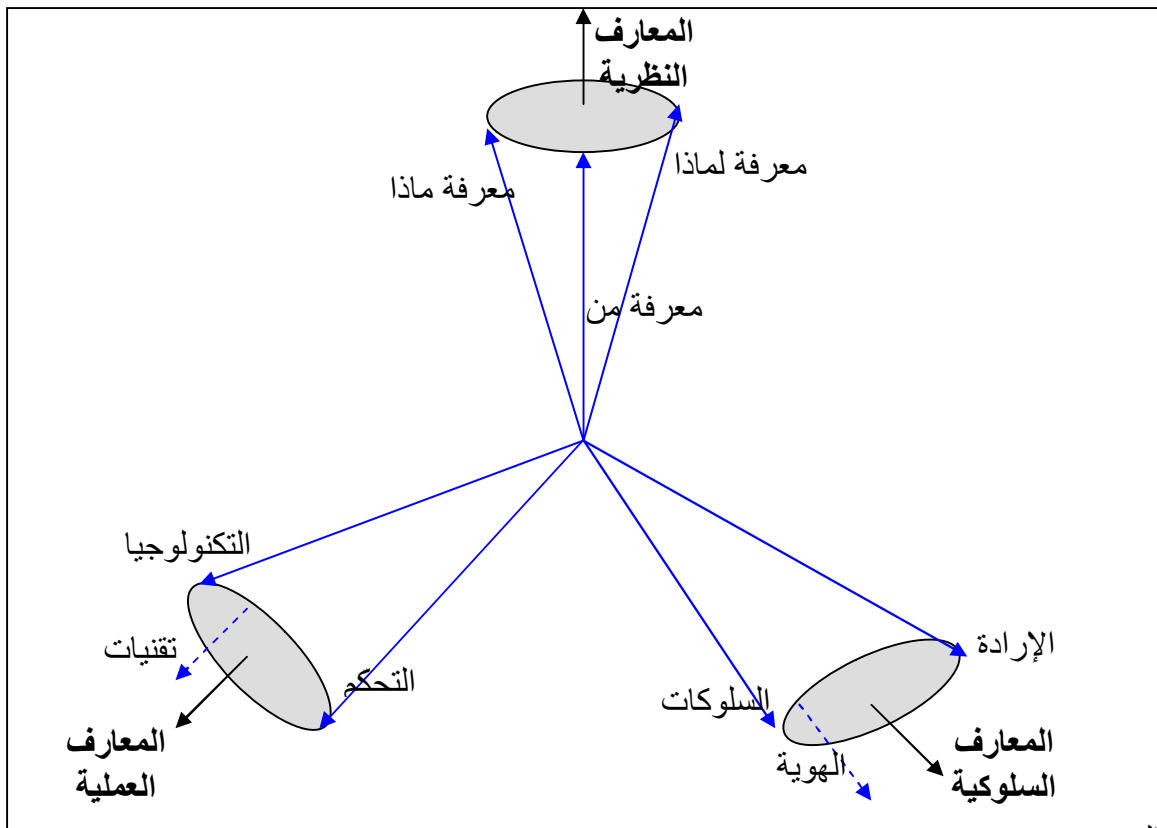 المعارف
النظرية
معرفة لماذا
معرفة ماذا
معرفة من
التكنولوجيا
تقنيات
التحكم
المعارف
العملية
الإرادة
السلوكات
الهوية
المعارف
السلوكية